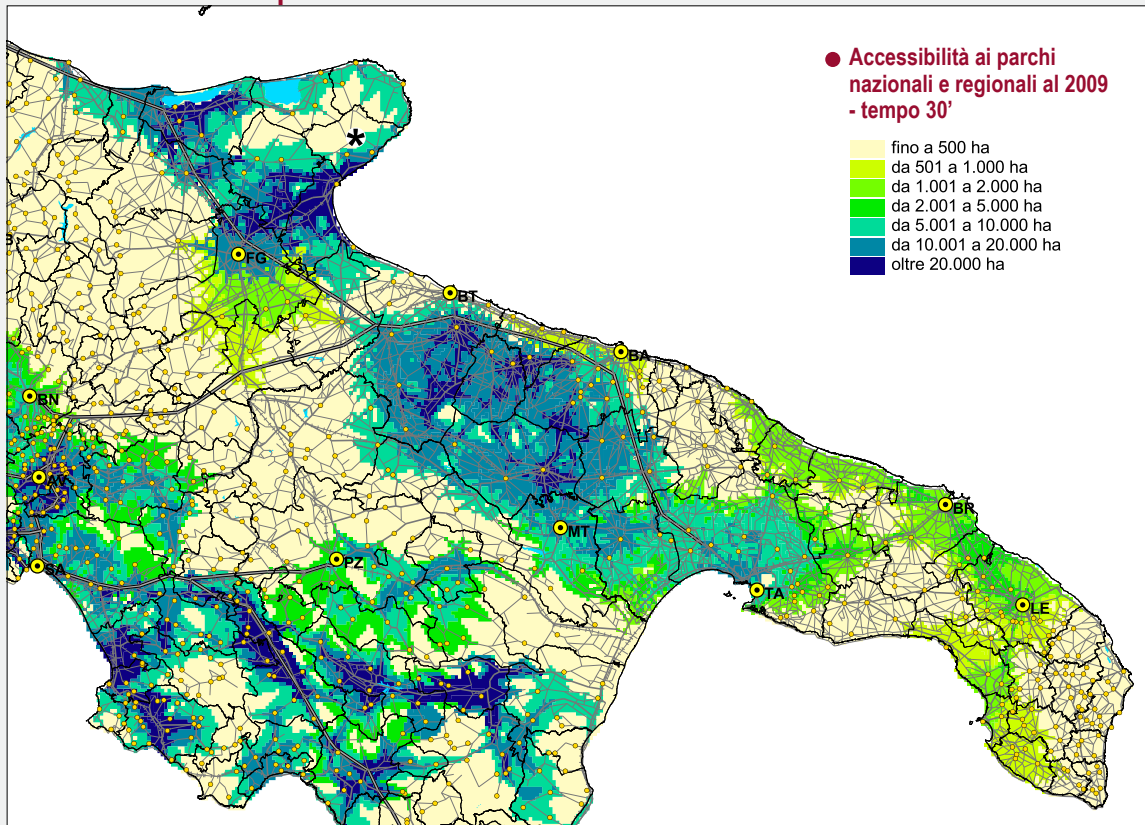 Accessibilità ai parchi
nazionali e regionali al 2009
- tempo 30'
fino a 500 ha
da 501 a 1.000 ha
da 1.001 a 2.000 ha
da 2.001 a 5.000 ha
da 5.001 a 10.000 ha
da 10.001 a 20.000 ha
oltre 20.000 ha
*
FG
BT
BA
BN
AV
BR
MT
PZ
SA
TA
LE